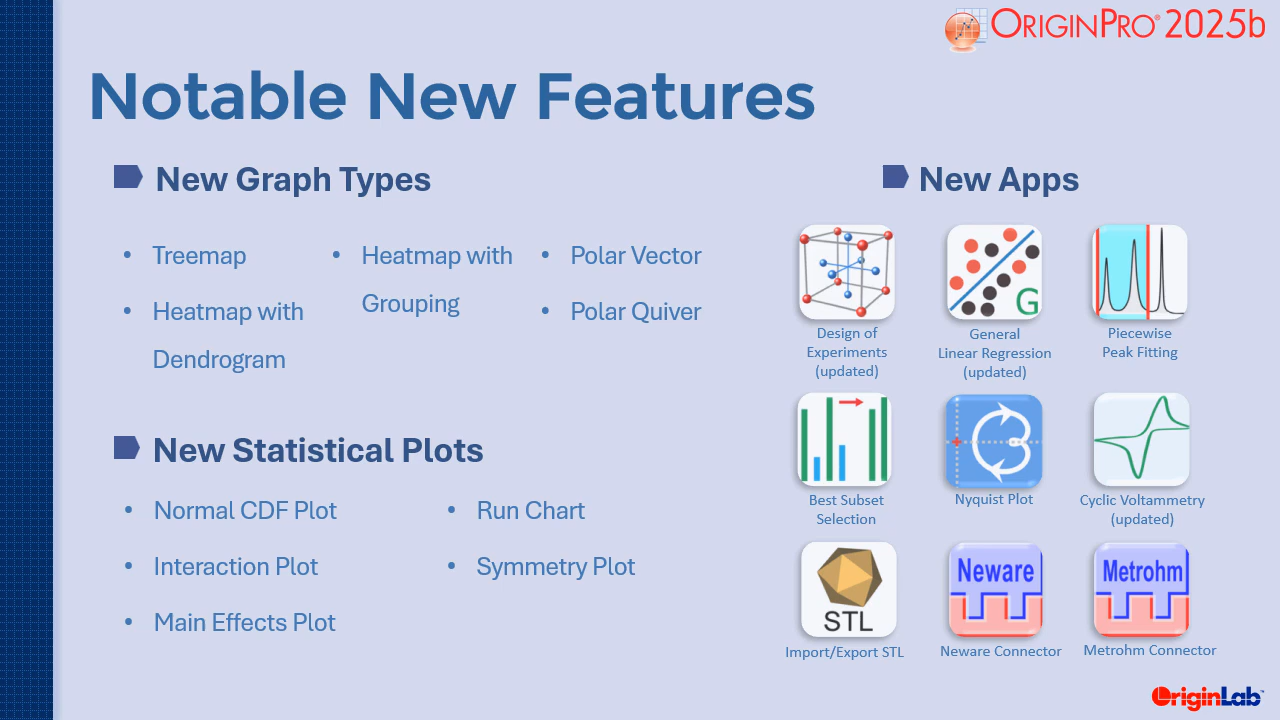 ORIGINPRO® 2025b
Notable New Features
New Graph Types
• Treemap
• Heatmap with
Dendrogram
• Heatmap with
Grouping
• Polar Vector
• Polar Quiver
New Statistical Plots
• Normal CDF Plot
• Interaction Plot
• Main Effects Plot
• Run Chart
• Symmetry Plot
New Apps
Design of
Experiments
(updated)
G
General
Linear Regression
(updated)
Piecewise
Peak Fitting
Best Subset
Selection
Nyquist Plot
Cyclic Voltammetry
(updated)
STL
Import/Export STL
Neware
Neware Connector
Metrohm
Metrohm Connector
OriginLab™